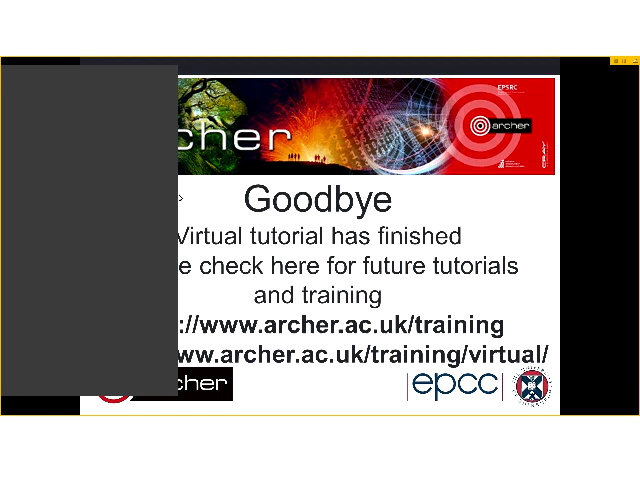 EPSRC
cher
archer
CRAY
Goodbye
Virtual tutorial has finished
e check here for future tutorials
and training
://www.archer.ac.uk/training
ww.archer.ac.uk/training/virtual/
cher
epcc